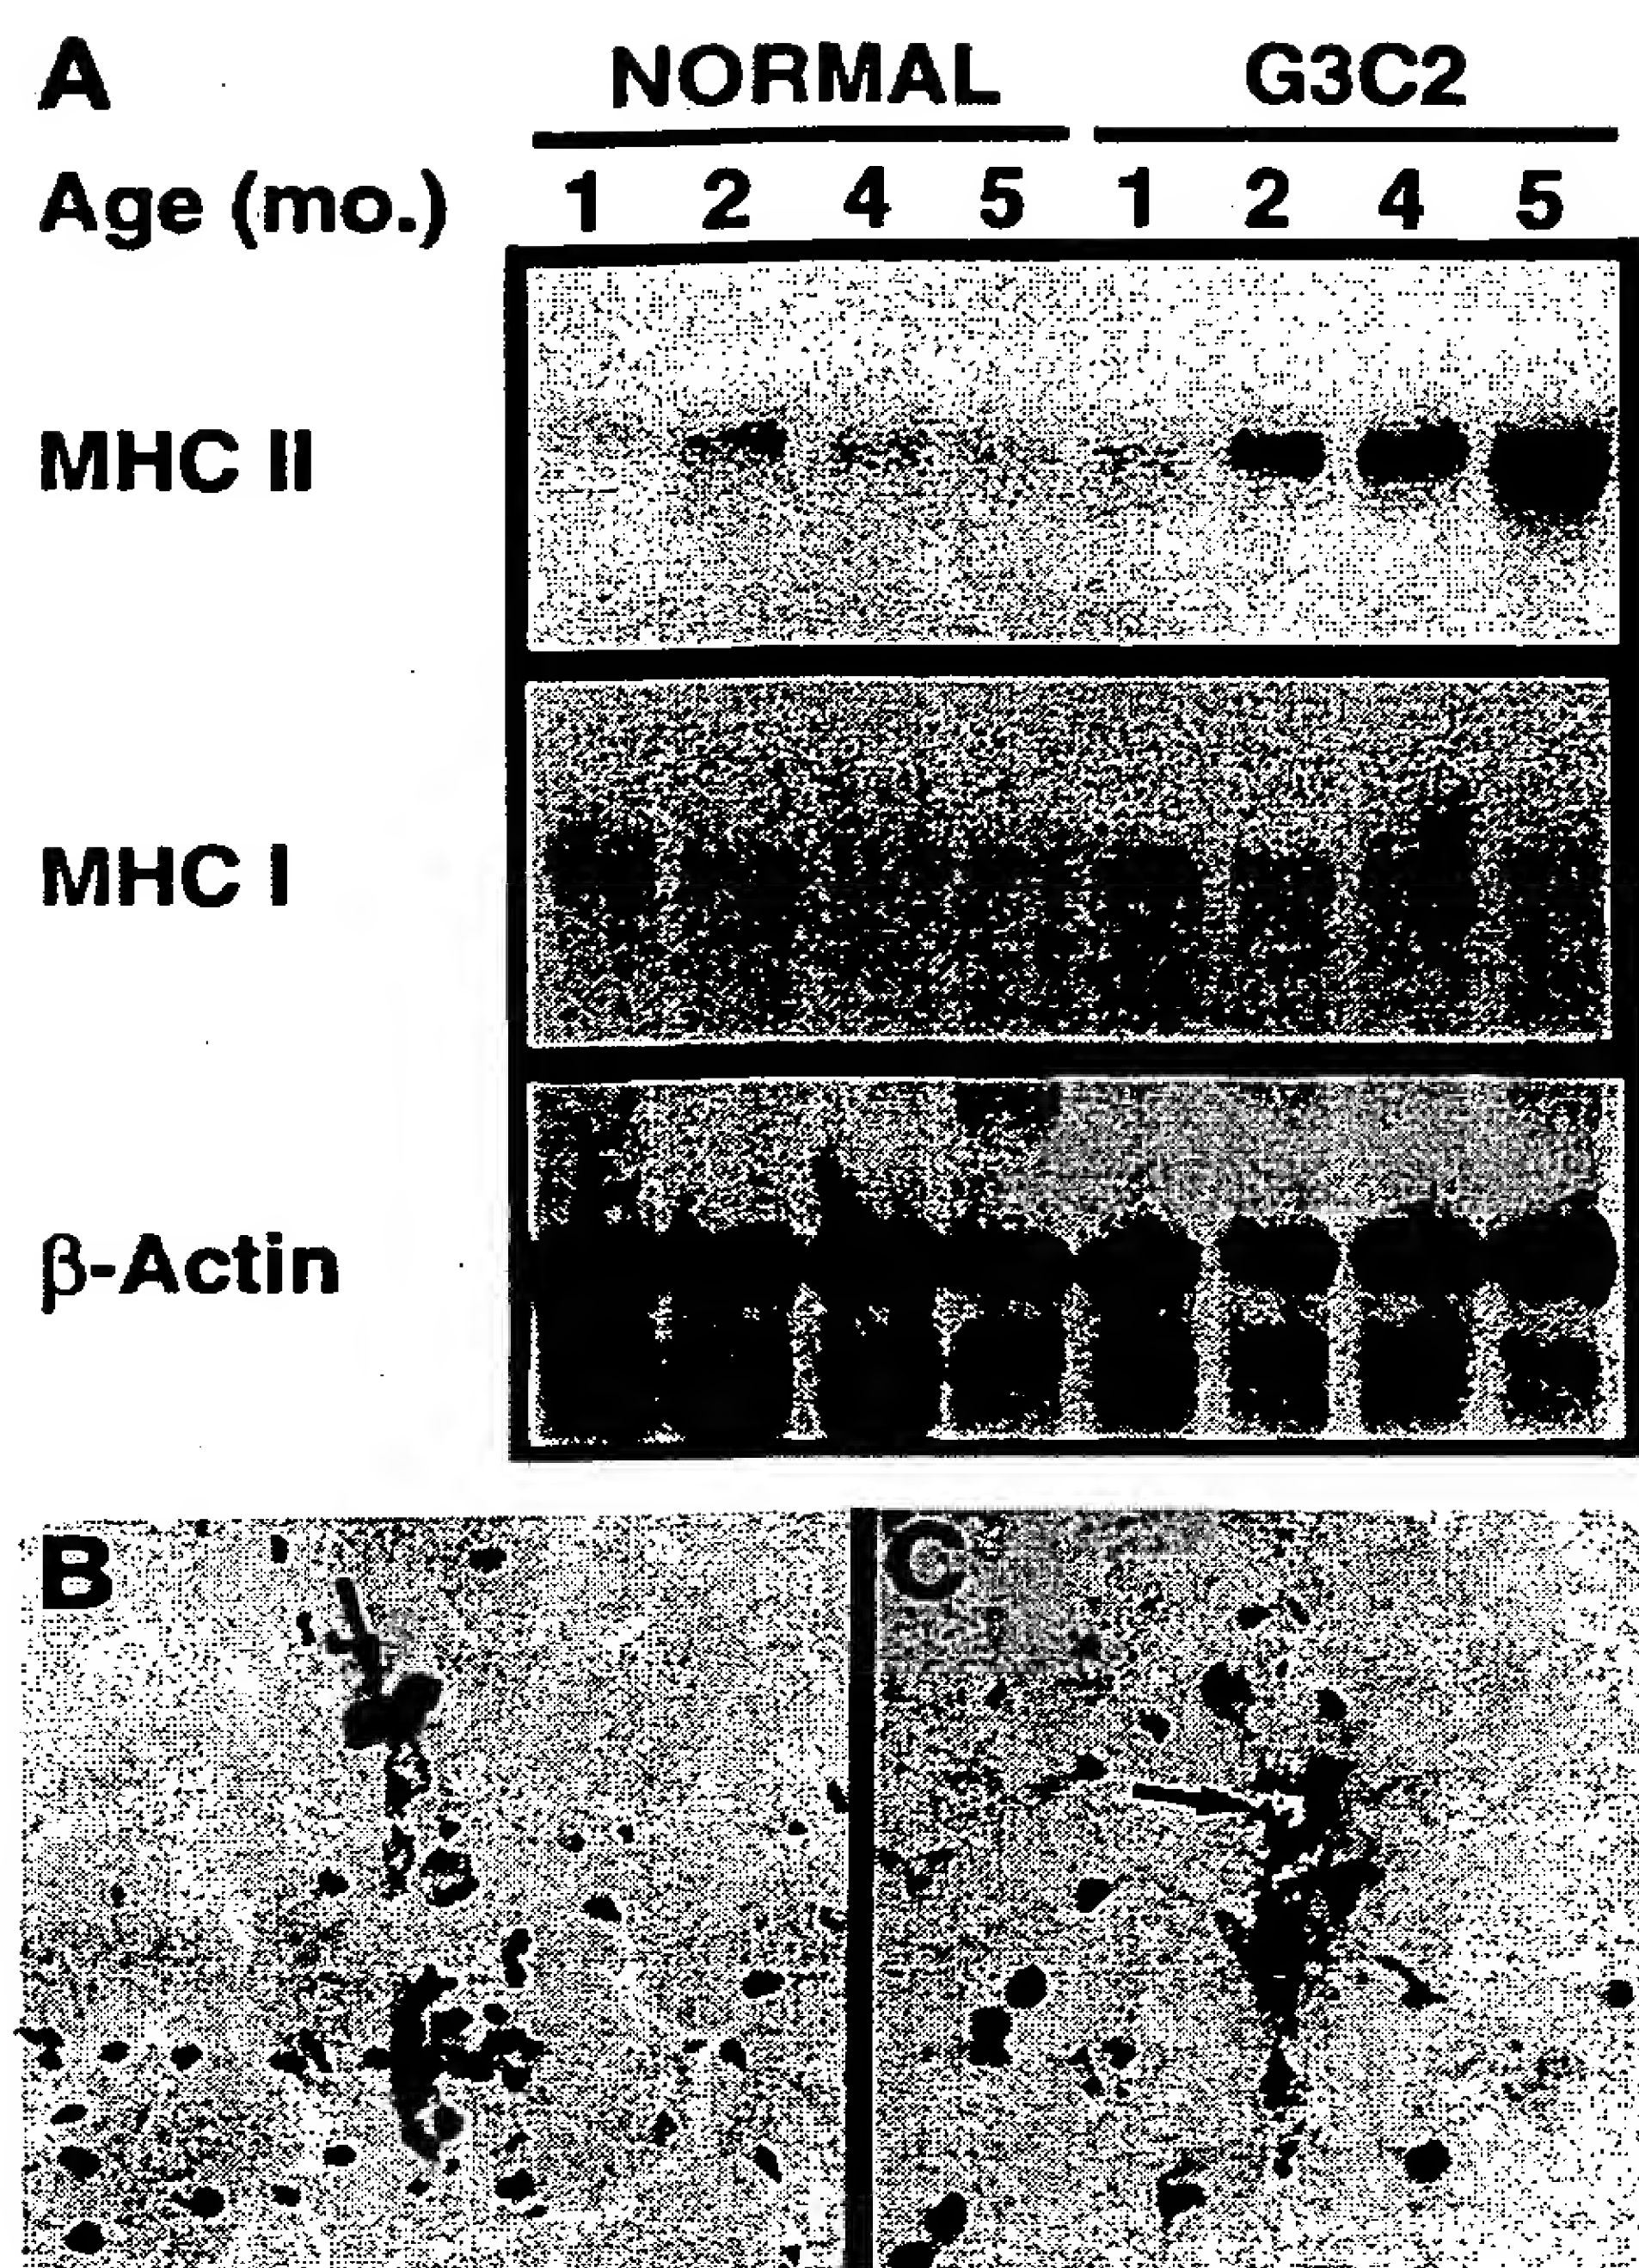 A
NORMAL G3C2
Age (mo.) 1 2 4 5 1 2 4 5
MHC II
MHC I
β-Actin
B C